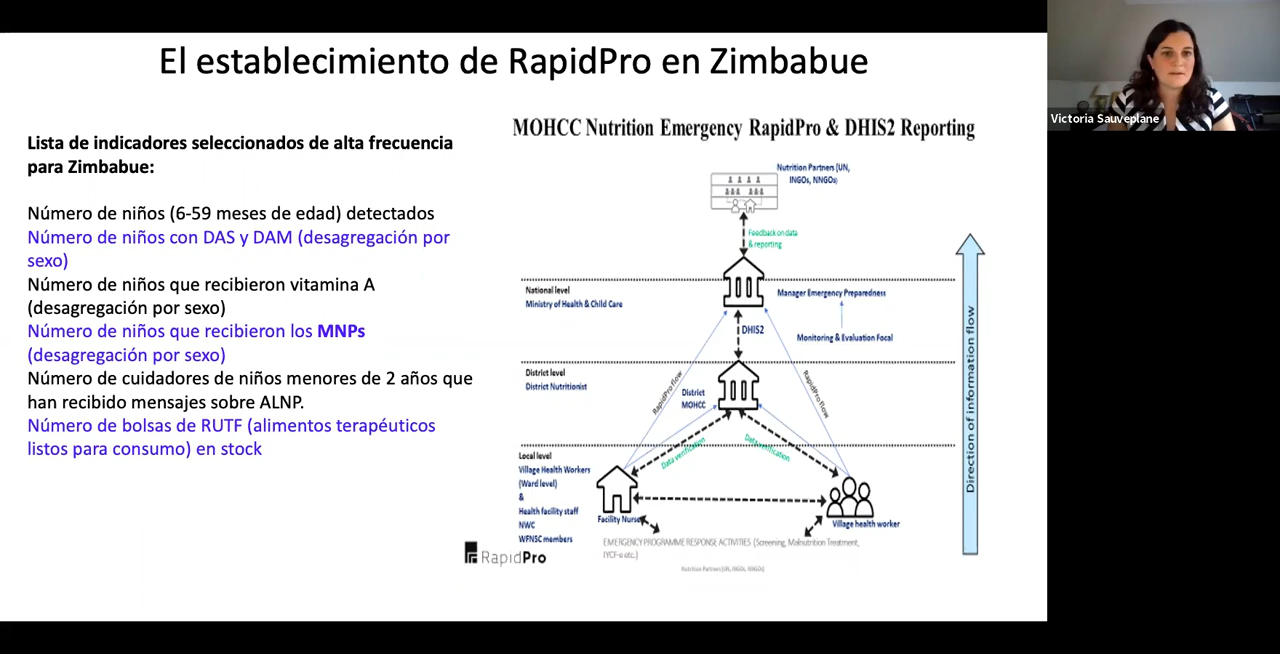 El establecimiento de RapidPro en Zimbabue
Victoria Sauveplane
Lista de indicadores seleccionados de alta frecuencia
para Zimbabue:
Número de niños (6-59 meses de edad) detectados
Número de niños con DAS y DAM (desagregación por
sexo)
Número de niños que recibieron vitamina A
(desagregación por sexo)
Número de niños que recibieron los MNPs
(desagregación por sexo)
Número de cuidadores de niños menores de 2 años que
han recibido mensajes sobre ALNP.
Número de bolsas de RUTF (alimentos terapéuticos
listos para consumo) en stock
MOHCC Nutrition Emergency RapidPro & DHIS2 Reporting
Nutrition Partners (UN,
INGOs, NNGOs)
Feedback on data
& reporting
National level
Ministry of Health & Child Care
Manager Emergency Preparedness
DHIS2
Monitoring & Evaluation Focal
District level
District Nutritionist
District
MOHCC
RapidPro flow
RapidPro flow
Data verification
Data verification
Direction of information flow
Local level
Village Health Workers
(Ward level)
&
Health facility staff
NWC
WFNSC members
Facility Nurse
Village health worker
EMERGENCY PROGRAMME RESPONSE ACTIVITIES (Screening, Malnutrition Treatment,
IYCF-e etc.)
Nutrition Partners (UN, INGOs, NNGOs)
RapidPro